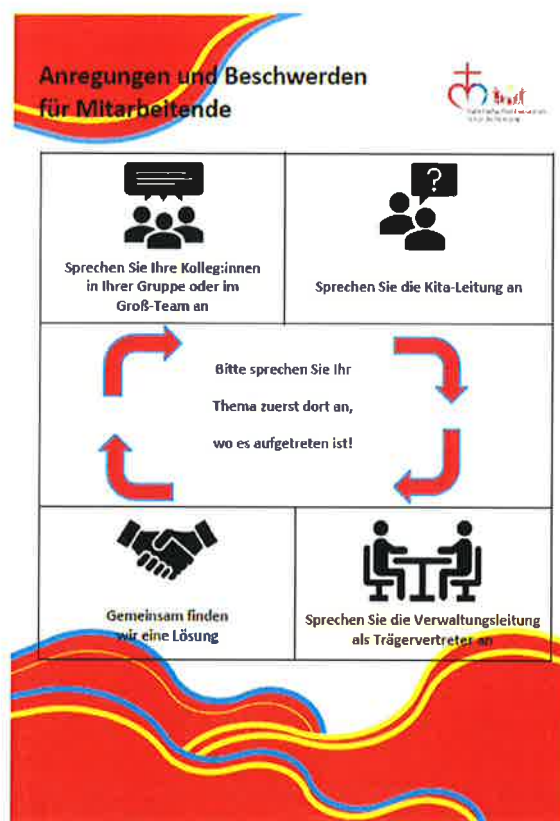 Anregungen und Beschwerden
für Mitarbeitende
Sprechen Sie Ihre Kolleg:innen
in Ihrer Gruppe oder im
Groß-Team an
?
Sprechen Sie die Kita-Leitung an
Bitte sprechen Sie Ihr
Thema zuerst dort an,
wo es aufgetreten ist!
Gemeinsam finden
wir eine Lösung
Sprechen Sie die Verwaltungsleitung
als Trägervertreter an